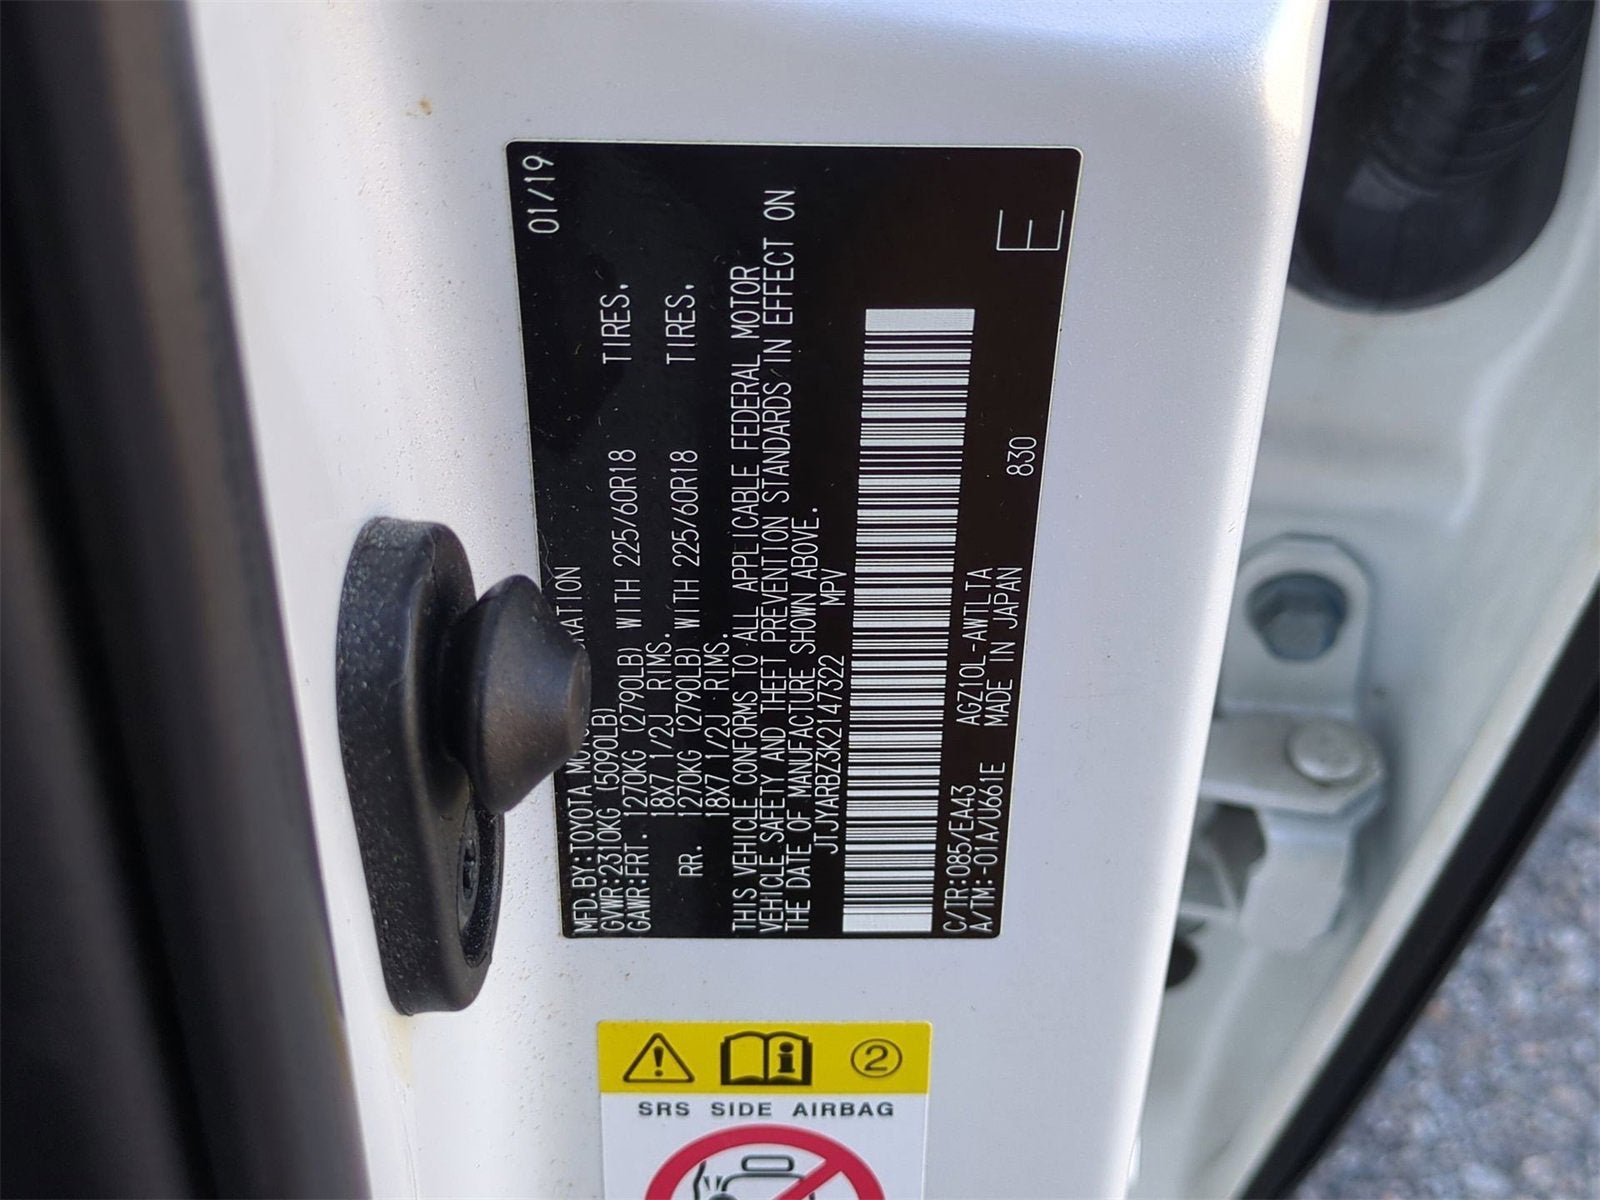 01/19
MFD.BY:TOYOTA
GVWR:2310KG (5090LB)
GAWR:FRT. 1270KG (2790LB) WITH 225/60R18 TIRES.
18X7 1/2J RIMS.
RR. 1270KG (2790LB) WITH 225/60R18 TIRES.
18X7 1/2J RIMS.
THIS VEHICLE CONFORMS TO ALL APPLICABLE FEDERAL MOTOR
VEHICLE SAFETY AND THEFT PREVENTION STANDARDS IN EFFECT ON
THE DATE OF MANUFACTURE SHOWN ABOVE.
JTJYARBZ3K2147322 MPV
C/TR:085/EA43 AGZ10L-AWTLTA
A/TM:-01A/U661E MADE IN JAPAN 830
E
2
SRS SIDE AIRBAG